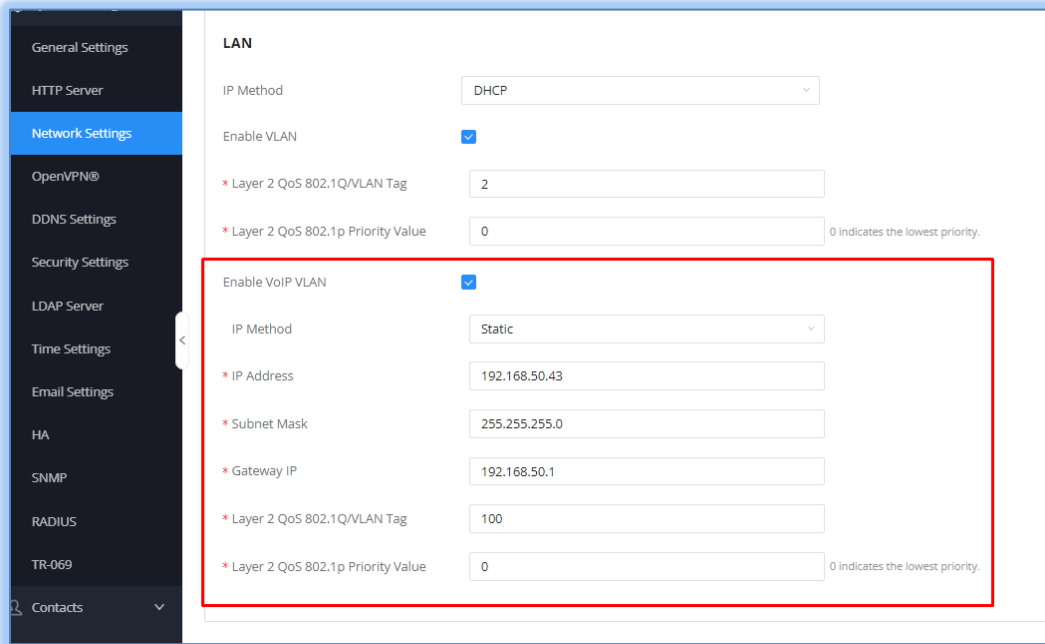 General Settings
HTTP Server
Network Settings
OpenVPN®
DDNS Settings
Security Settings
LDAP Server
Time Settings
Email Settings
HA
SNMP
RADIUS
TR-069
Contacts
LAN
IP Method DHCP
Enable VLAN
* Layer 2 QoS 802.1Q/VLAN Tag 2
* Layer 2 QoS 802.1p Priority Value 0 0 indicates the lowest priority.
Enable VoIP VLAN
IP Method Static
* IP Address 192.168.50.43
* Subnet Mask 255.255.255.0
* Gateway IP 192.168.50.1
* Layer 2 QoS 802.1Q/VLAN Tag 100
* Layer 2 QoS 802.1p Priority Value 0 0 indicates the lowest priority.